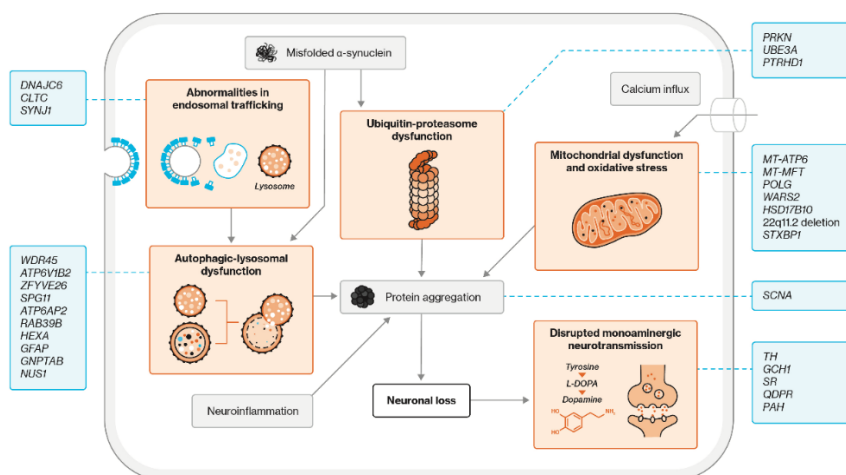 Misfolded α-synuclein
PRKN
UBE3A
PTRHD1
DNAJC6
CLTC
SYNJ1
Abnormalities in
endosomal trafficking
Lysosome
Calcium influx
Ubiquitin-proteasome
dysfunction
Mitochondrial dysfunction
and oxidative stress
MT-ATP6
MT-MFT
POLG
WARS2
HSD17B10
22q11.2 deletion
STXBP1
WDR45
ATP6V1B2
ZFYVE26
SPG11
ATP6AP2
RAB39B
HEXA
GFAP
GNPTAB
NUS1
Autophagic-lysosomal
dysfunction
Protein aggregation
SCNA
Disrupted monoaminergic
neurotransmission
Tyrosine
L-DOPA
Dopamine
HO
HO
NH₂
TH
GCH1
SR
QDPR
PAH
Neuroinflammation
Neuronal loss